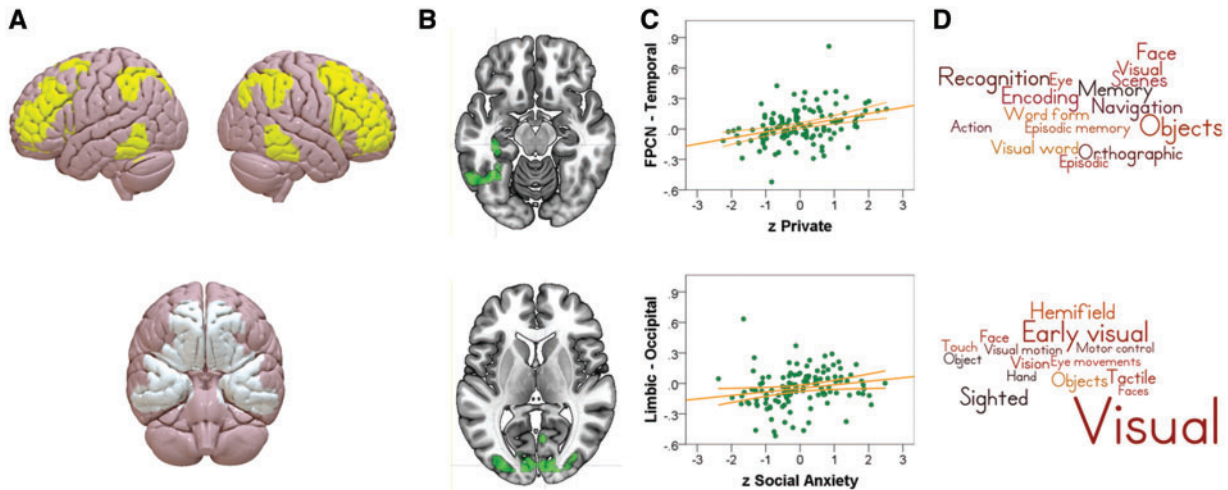 A
B
C
D
FPCN - Temporal
.9
.6
.3
.0
-.3
-.6
-3 -2 -1 0 1 2 3
z Private
Face
Visual
Scenes
Recognition Eye Memory
Encoding Navigation
Word form
Action Episodic memory Objects
Visual word Orthographic
Episodic
Limbic - Occipital
.9
.6
.3
.0
-.3
-.6
-3 -2 -1 0 1 2 3
z Social Anxiety
Hemifield
Early visual
Touch Face
Visual motion Motor control
Object Vision Eye movements
Hand Objects Tactile
Faces
Sighted
Visual